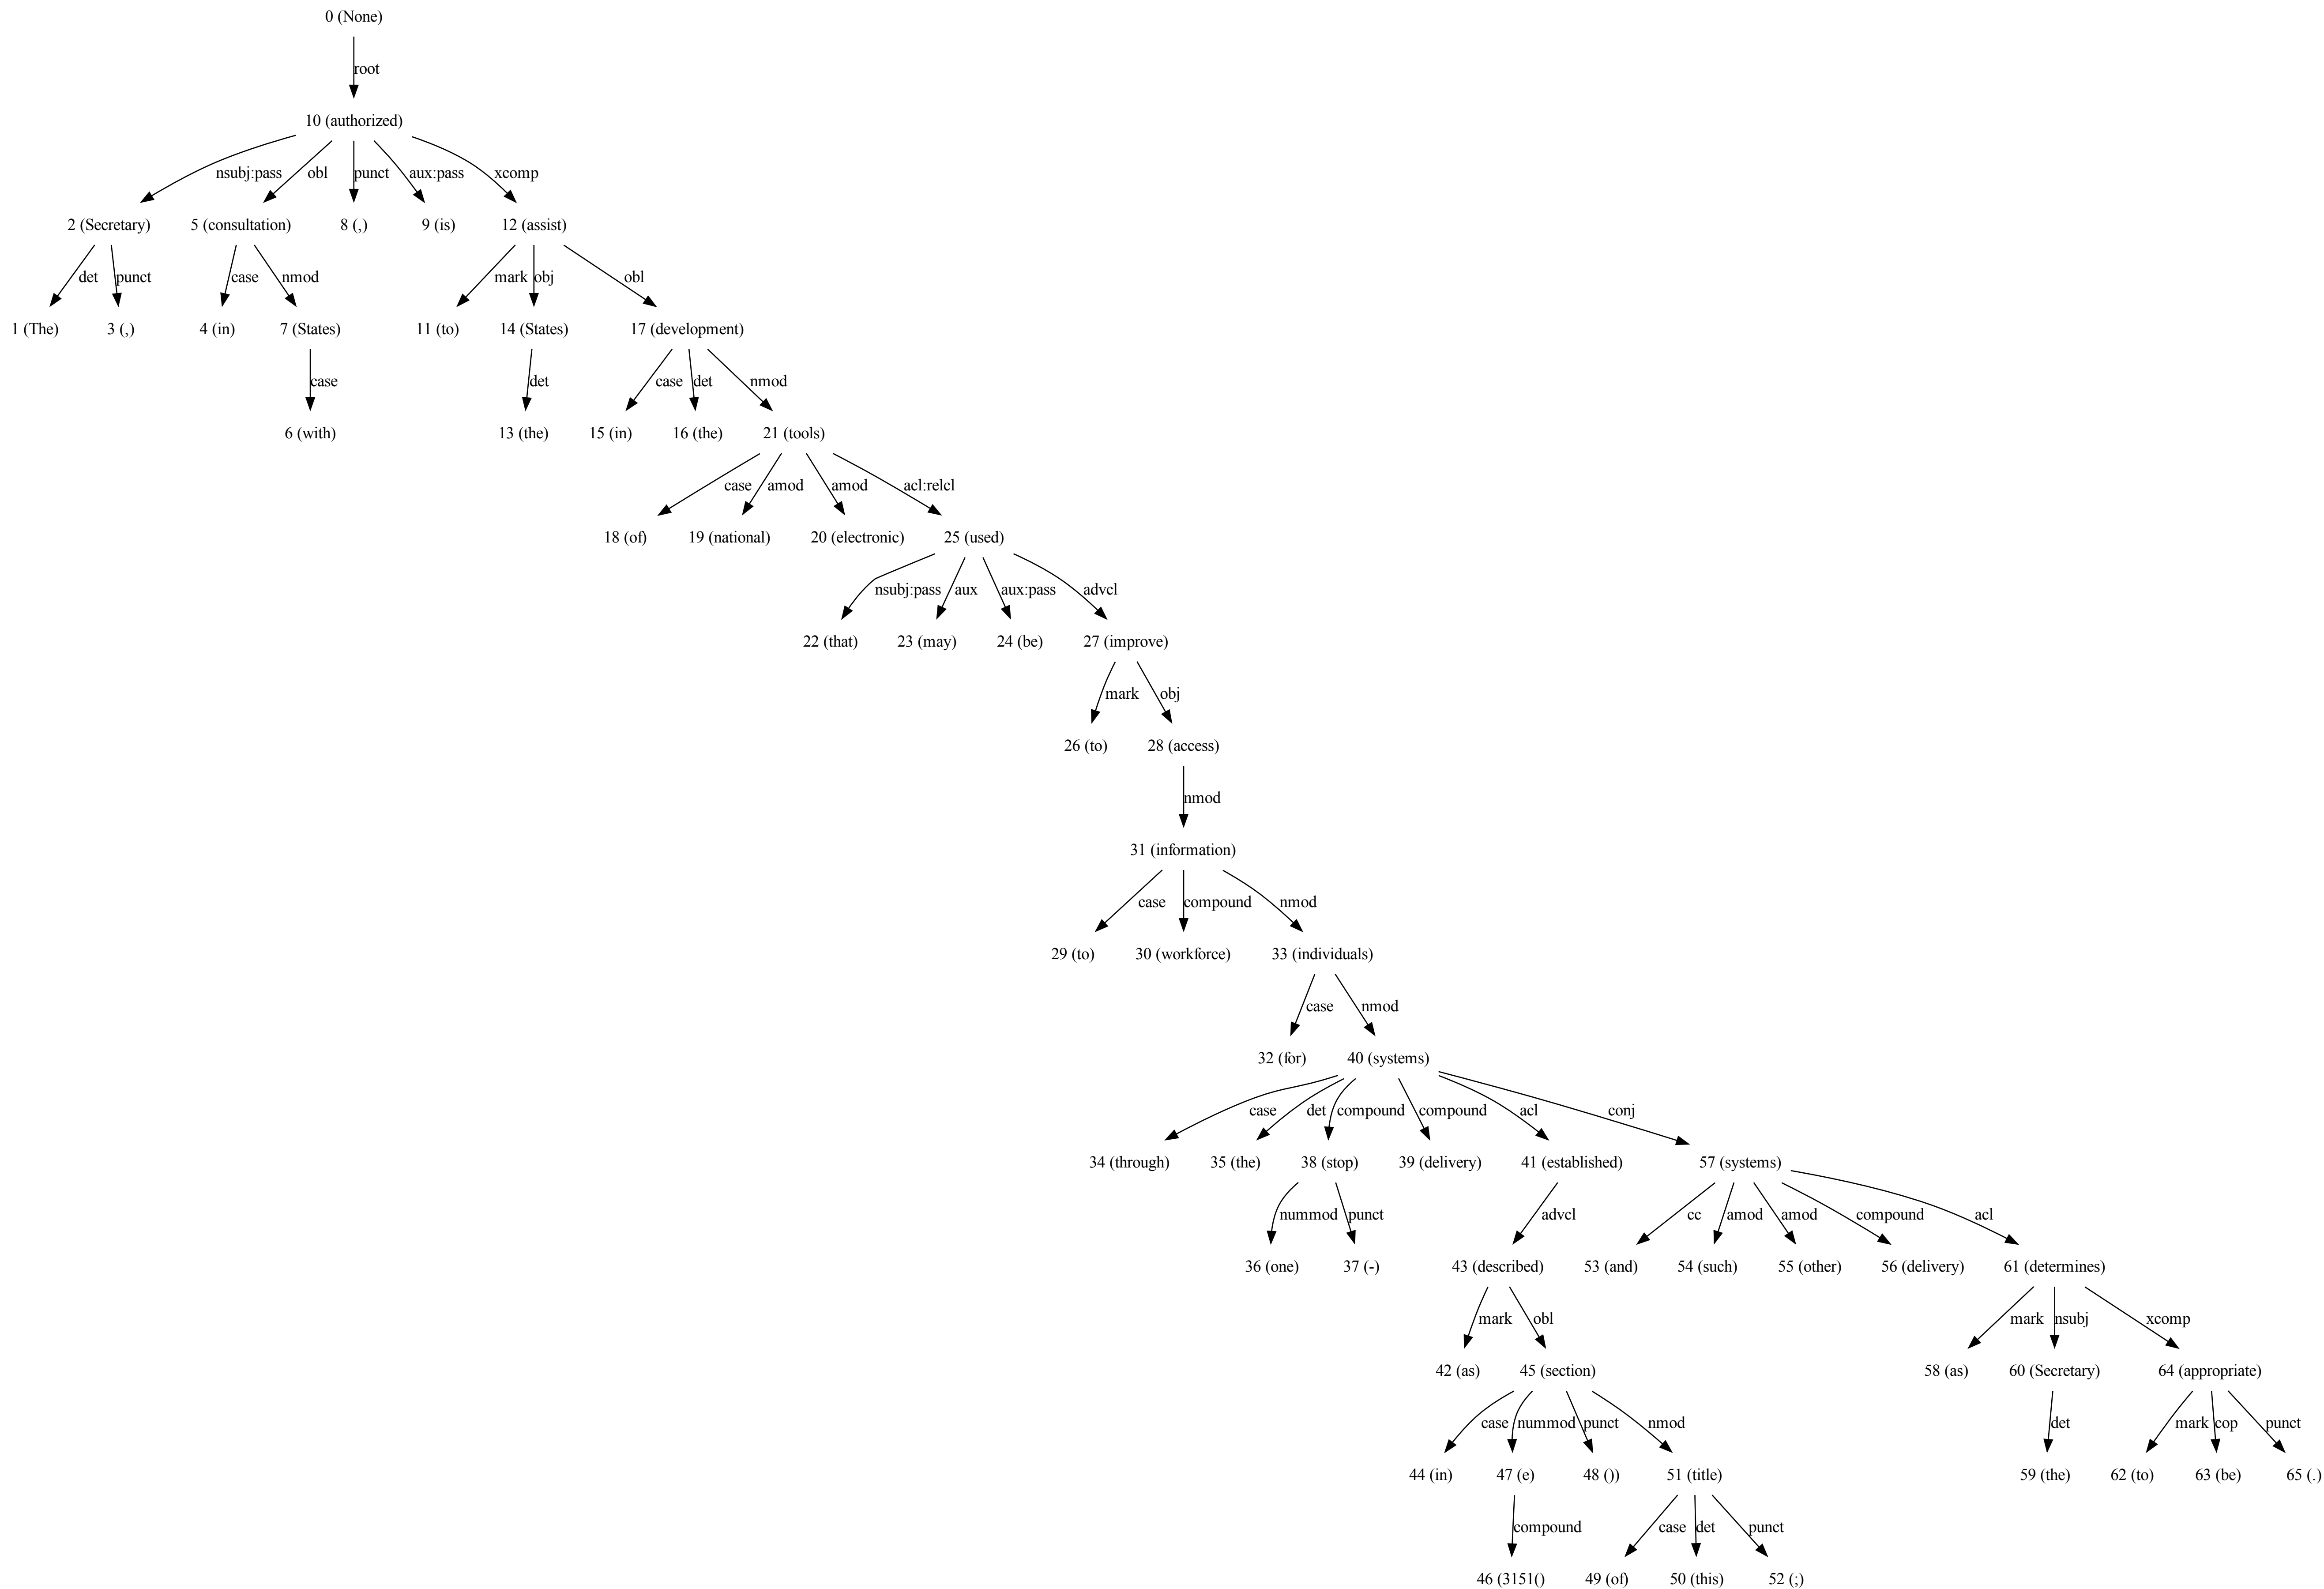 0 (None)
root
10 (authorized)
nsubj:pass obl punct aux:pass xcomp
2 (Secretary) 5 (consultation) 8 (,) 9 (is) 12 (assist)
det punct case nmod mark obj obl
1 (The) 3 (,) 4 (in) 7 (States) 11 (to) 14 (States) 17 (development)
case det case det nmod
6 (with) 13 (the) 15 (in) 16 (the) 21 (tools)
case amod amod acl:relcl
18 (of) 19 (national) 20 (electronic) 25 (used)
nsubj:pass aux aux:pass advcl
22 (that) 23 (may) 24 (be) 27 (improve)
mark obj
26 (to) 28 (access)
nmod
31 (information)
case compound nmod
29 (to) 30 (workforce) 33 (individuals)
case nmod
32 (for) 40 (systems)
case det compound compound acl conj
34 (through) 35 (the) 38 (stop) 39 (delivery) 41 (established) 57 (systems)
nummod punct advcl cc amod amod compound acl
36 (one) 37 (-) 43 (described) 53 (and) 54 (such) 55 (other) 56 (delivery) 61 (determines)
mark obl mark nsubj xcomp
42 (as) 45 (section) 58 (as) 60 (Secretary) 64 (appropriate)
case nummod punct nmod det mark cop punct
44 (in) 47 (e) 48 ()) 51 (title) 59 (the) 62 (to) 63 (be) 65 (.)
compound case det punct
46 (3151() 49 (of) 50 (this) 52 (;)